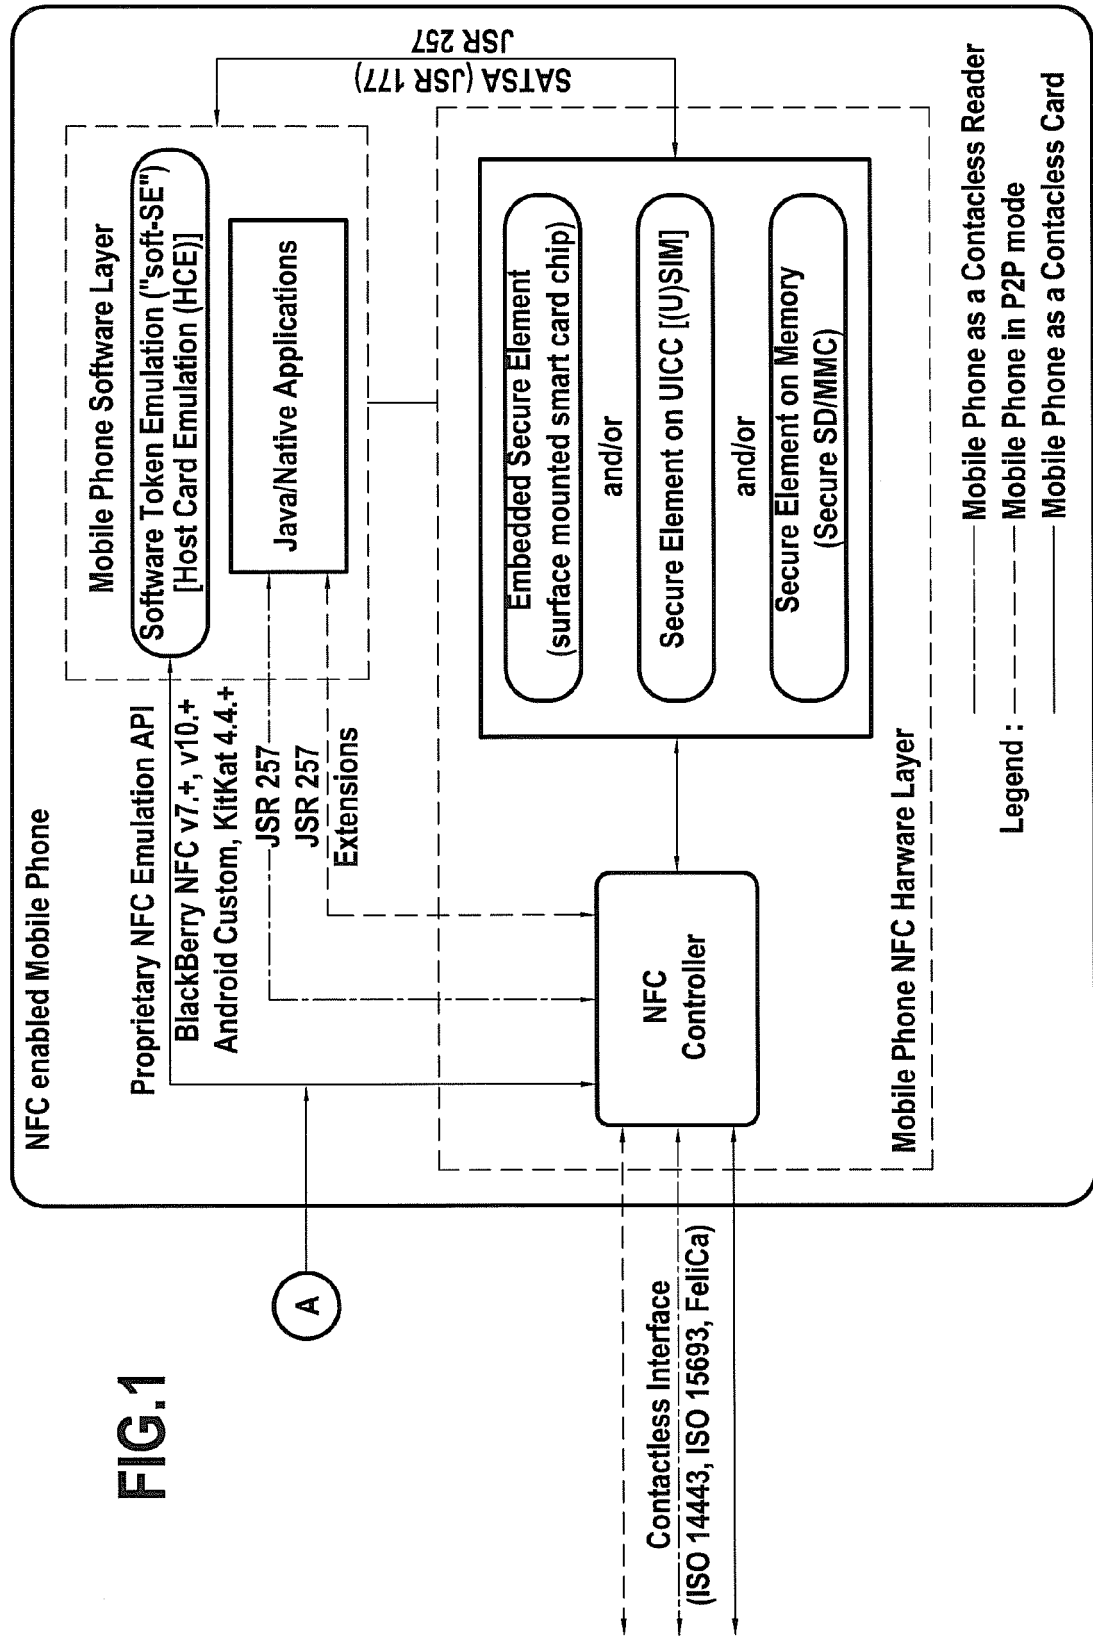 FIG.1
NFC enabled Mobile Phone
Mobile Phone Software Layer
Software Token Emulation ("soft-SE")
[Host Card Emulation (HCE)]
Java/Native Applications
Proprietary NFC Emulation API
BlackBerry NFC v7.+, v10.+
Android Custom, KitKat 4.4.+
JSR 257
JSR 257
Extensions
SATSA (JSR 177)
JSR 257
A
Contactless Interface
(ISO 14443, ISO 15693, FeliCa)
NFC
Controller
Embedded Secure Element
(surface mounted smart card chip)
and/or
Secure Element on UICC [(U)SIM]
and/or
Secure Element on Memory
(Secure SD/MMC)
Mobile Phone NFC Harware Layer
Legend :
Mobile Phone as a Contacless Reader
Mobile Phone in P2P mode
Mobile Phone as a Contacless Card